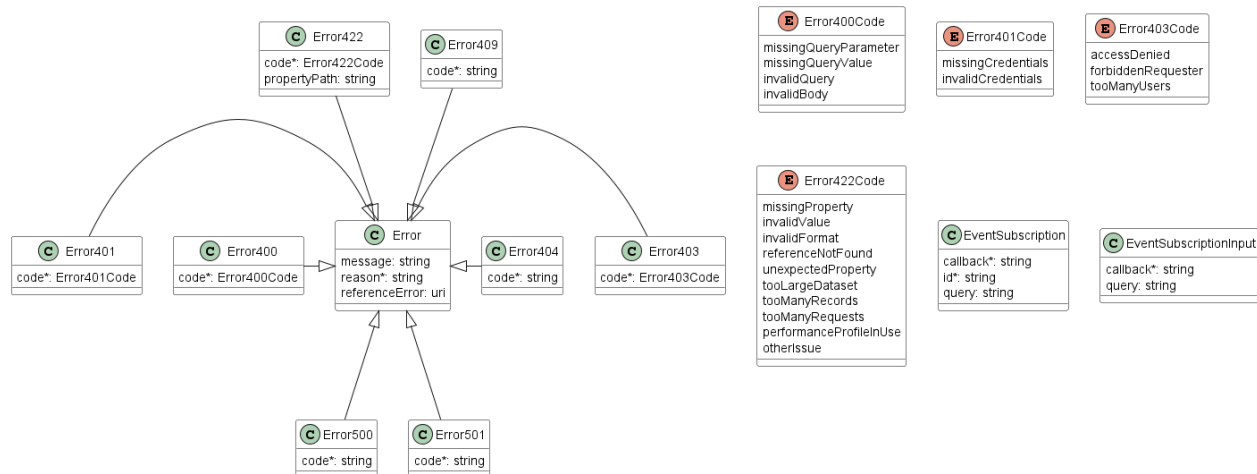 C Error422
code*: Error422Code
propertyPath: string
C Error409
code*: string
E Error400Code
missingQueryParameter
missingQueryValue
invalidQuery
invalidBody
E Error401Code
missingCredentials
invalidCredentials
E Error403Code
accessDenied
forbiddenRequester
tooManyUsers
C Error401
code*: Error401Code
C Error400
code*: Error400Code
C Error
message: string
reason*: string
referenceError: uri
C Error404
code*: string
C Error403
code*: Error403Code
E Error422Code
missingProperty
invalidValue
invalidFormat
referenceNotFound
unexpectedProperty
tooLargeDataset
tooManyRecords
tooManyRequests
performanceProfileInUse
otherIssue
C EventSubscription
callback*: string
id*: string
query: string
C EventSubscriptionInput
callback*: string
query: string
C Error500
code*: string
C Error501
code*: string